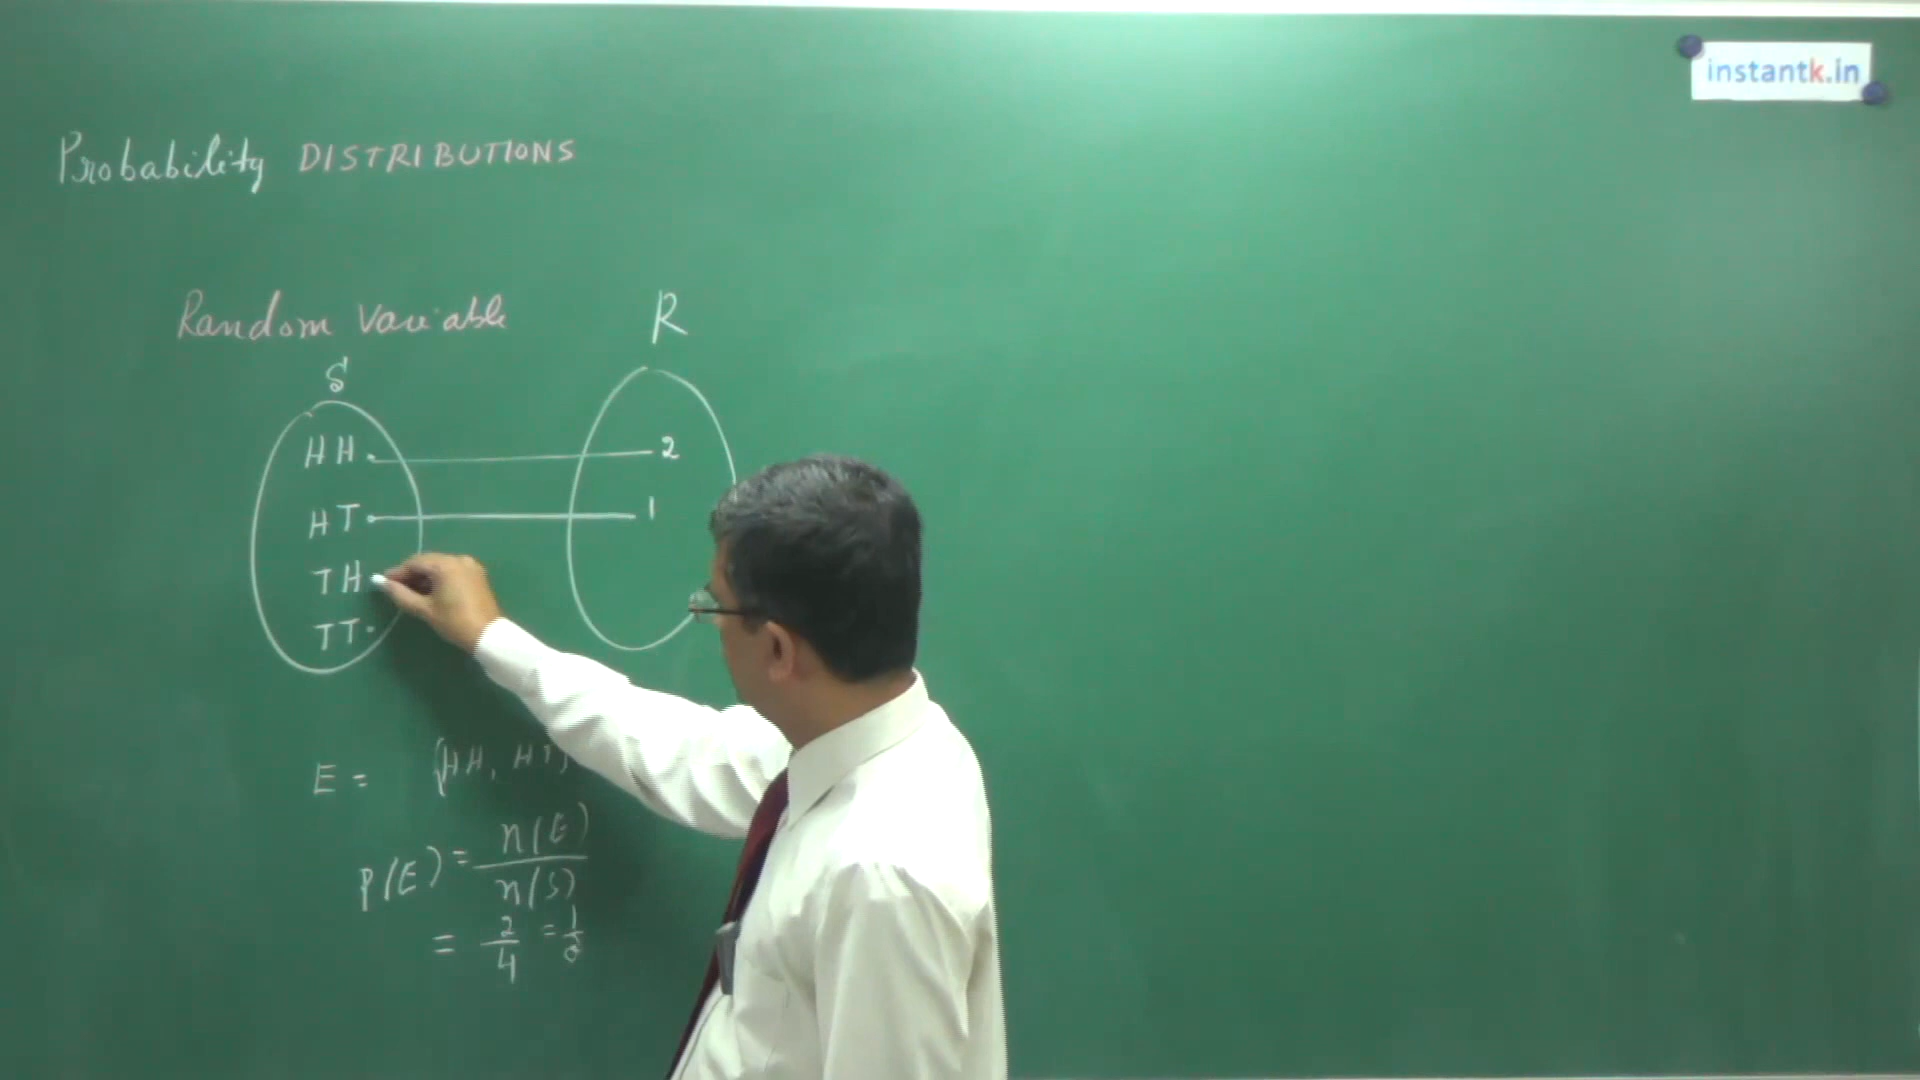 instantk.in
Probability DISTRIBUTIONS
Random Variable
S
R
HH.
2
HT
1
TH
TT.
E = {HH, HT}
P(E) = n(E) / n(S)
= 2/4 = 1/2